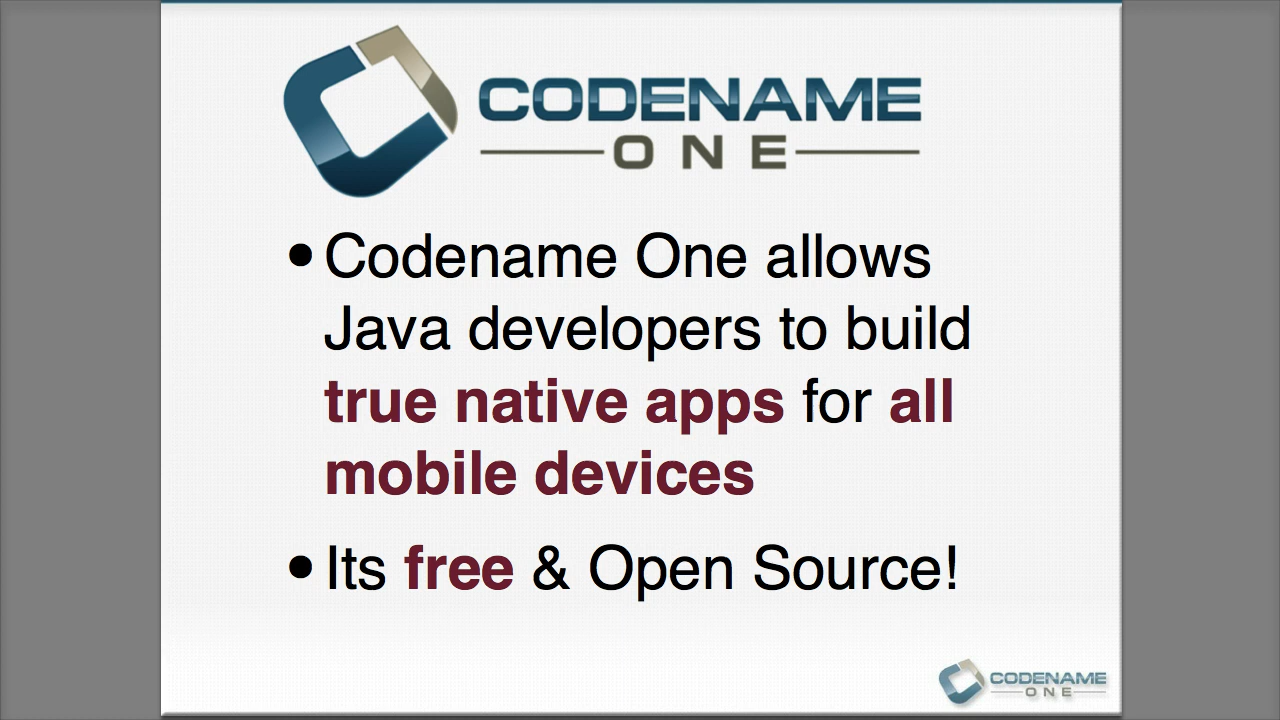 CODENAME
ONE
• Codename One allows
Java developers to build
true native apps for all
mobile devices
• Its free & Open Source!
CODENAME
ONE